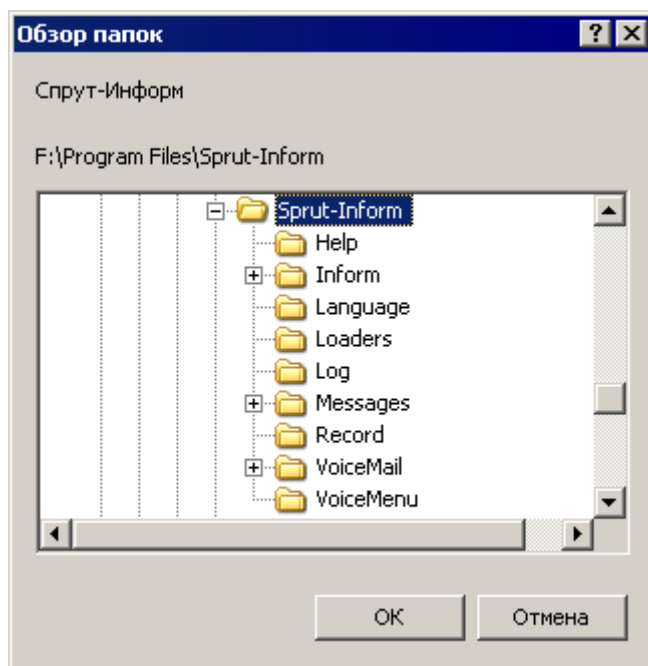 Обзор папок
Спрут-Информ
F:\Program Files\Sprut-Inform
Sprut-Inform
Help
Inform
Language
Loaders
Log
Messages
Record
VoiceMail
VoiceMenu
ОК Отмена